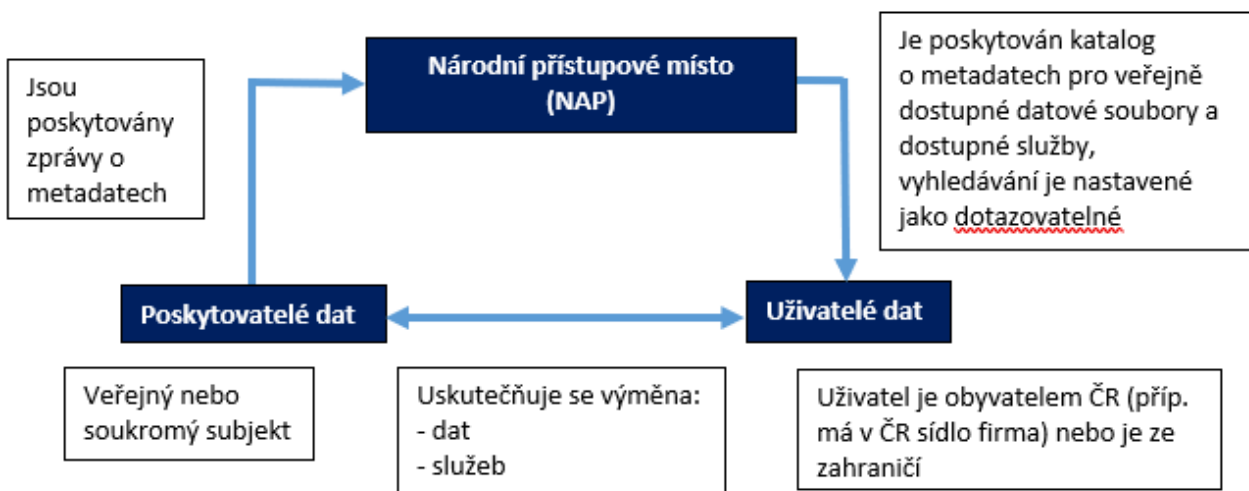 Jsou
poskytovány
zprávy o
metadatech
Národní přístupové místo
(NAP)
Je poskytován katalog
o metadatech pro veřejně
dostupné datové soubory a
dostupné služby,
vyhledávání je nastavené
jako dotazovatelné
Poskytovatelé dat
Uživatelé dat
Veřejný nebo
soukromý subjekt
Uskutečňuje se výměna:
- dat
- služeb
Uživatel je obyvatelem ČR (příp.
má v ČR sídlo firma) nebo je ze
zahraničí